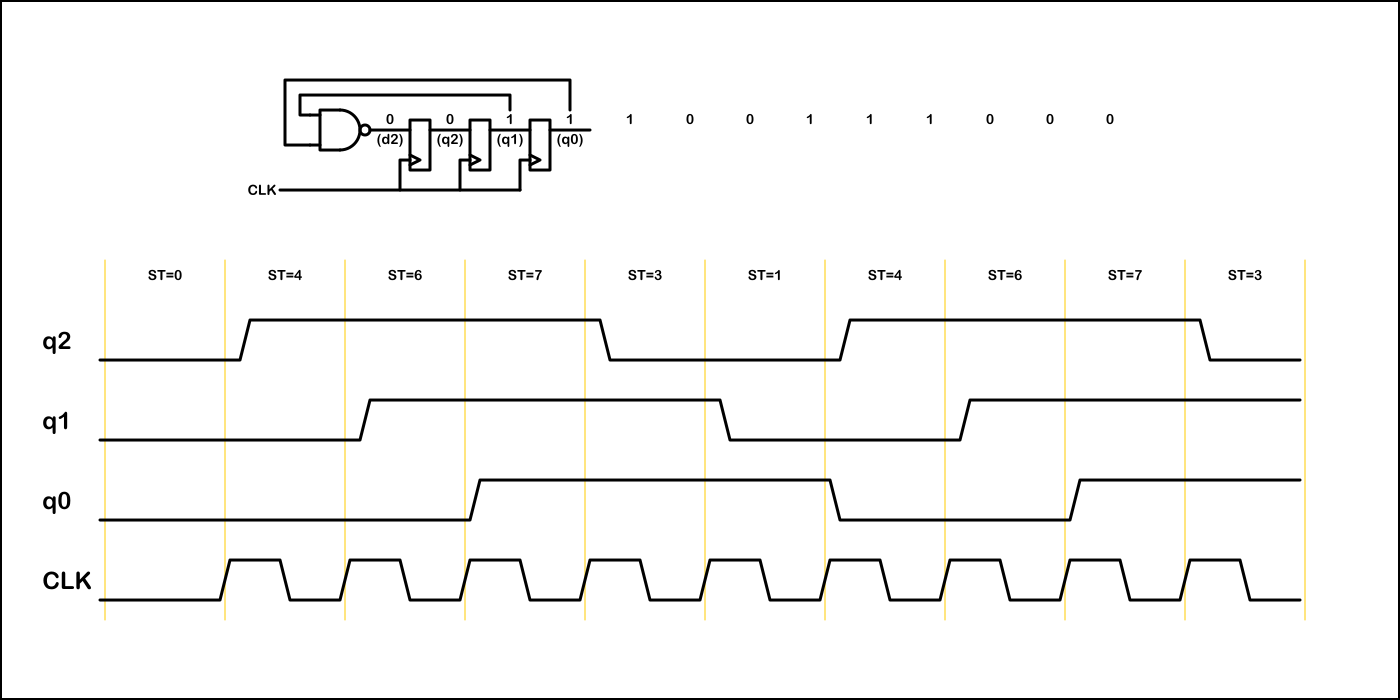 0 0 1 1 1 0 0 1 1 1 0 0 0
(d2) (q2) (q1) (q0)
CLK
ST=0 ST=4 ST=6 ST=7 ST=3 ST=1 ST=4 ST=6 ST=7 ST=3
q2
q1
q0
CLK